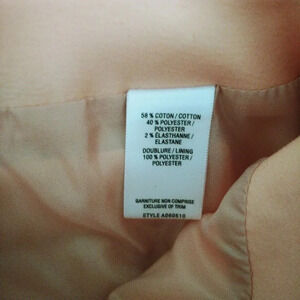 58 % COTON / COTTON
40 % POLYESTER /
POLYESTER
2 % ÉLASTHANNE /
ELASTANE
DOUBLURE / LINING
100 % POLYESTER /
POLYESTER
GARNITURE NON COMPRISE
EXCLUSIVE OF TRIM
STYLE A060610